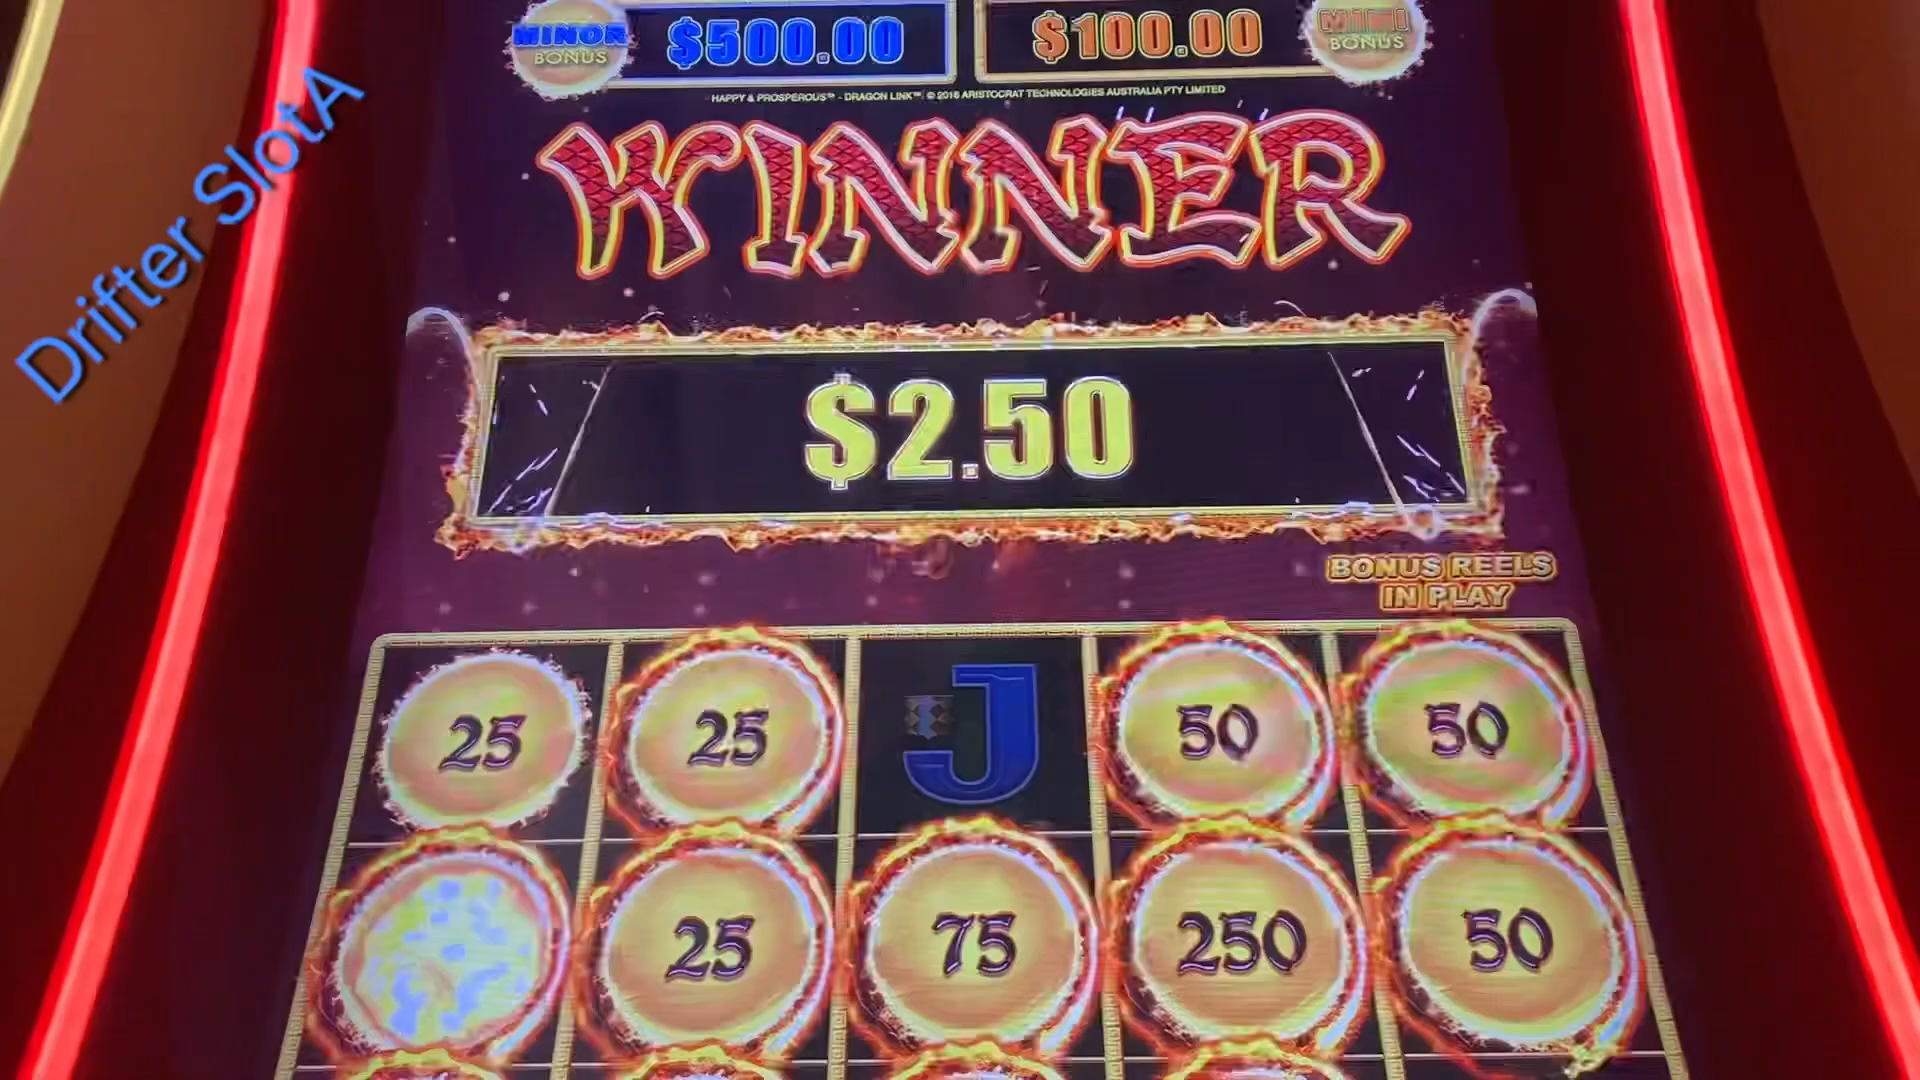 MINOR
BONUS
$500.00
$100.00
MINI
BONUS
HAPPY & PROSPEROUS™ - DRAGON LINK™. © 2016 ARISTOCRAT TECHNOLOGIES AUSTRALIA PTY LIMITED
Drifter SlotA
WINNER
$2.50
BONUS REELS
IN PLAY
25 25 J 50 50
25 75 250 50